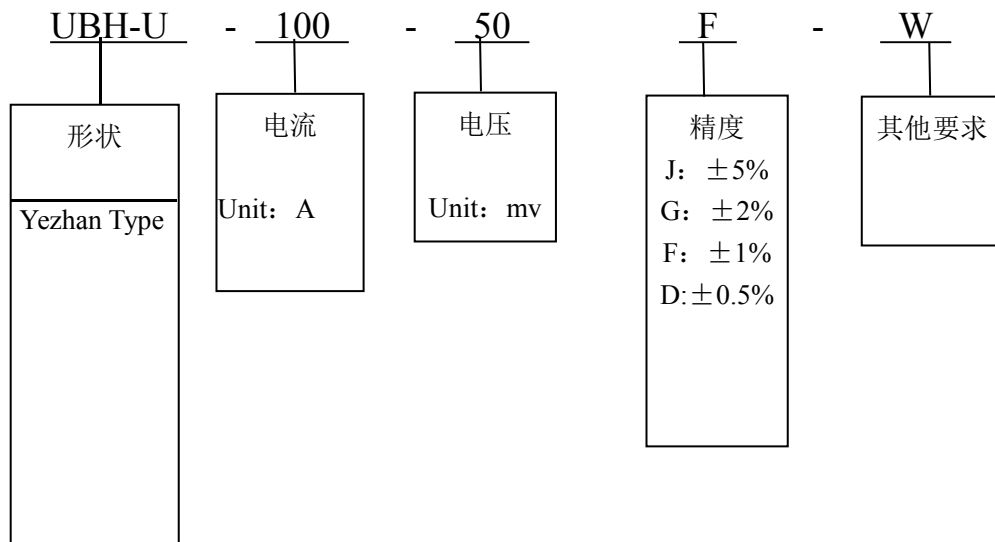 UBH-U - 100 - 50 F - W
形状
Yezhan Type
电流
Unit：A
电压
Unit：mv
精度
J：±5%
G：±2%
F：±1%
D:±0.5%
其他要求